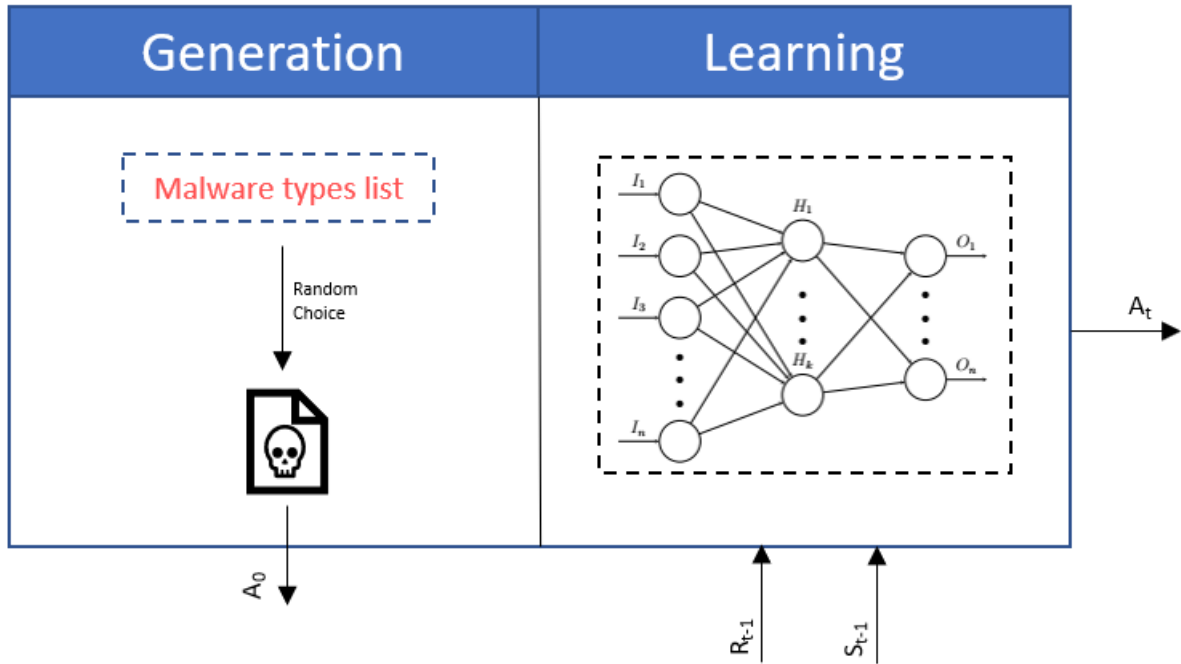 Generation
Learning
Malware types list
Random
Choice
A0
I1
I2
I3
In
H1
Hk
O1
On
At
Rt-1
St-1